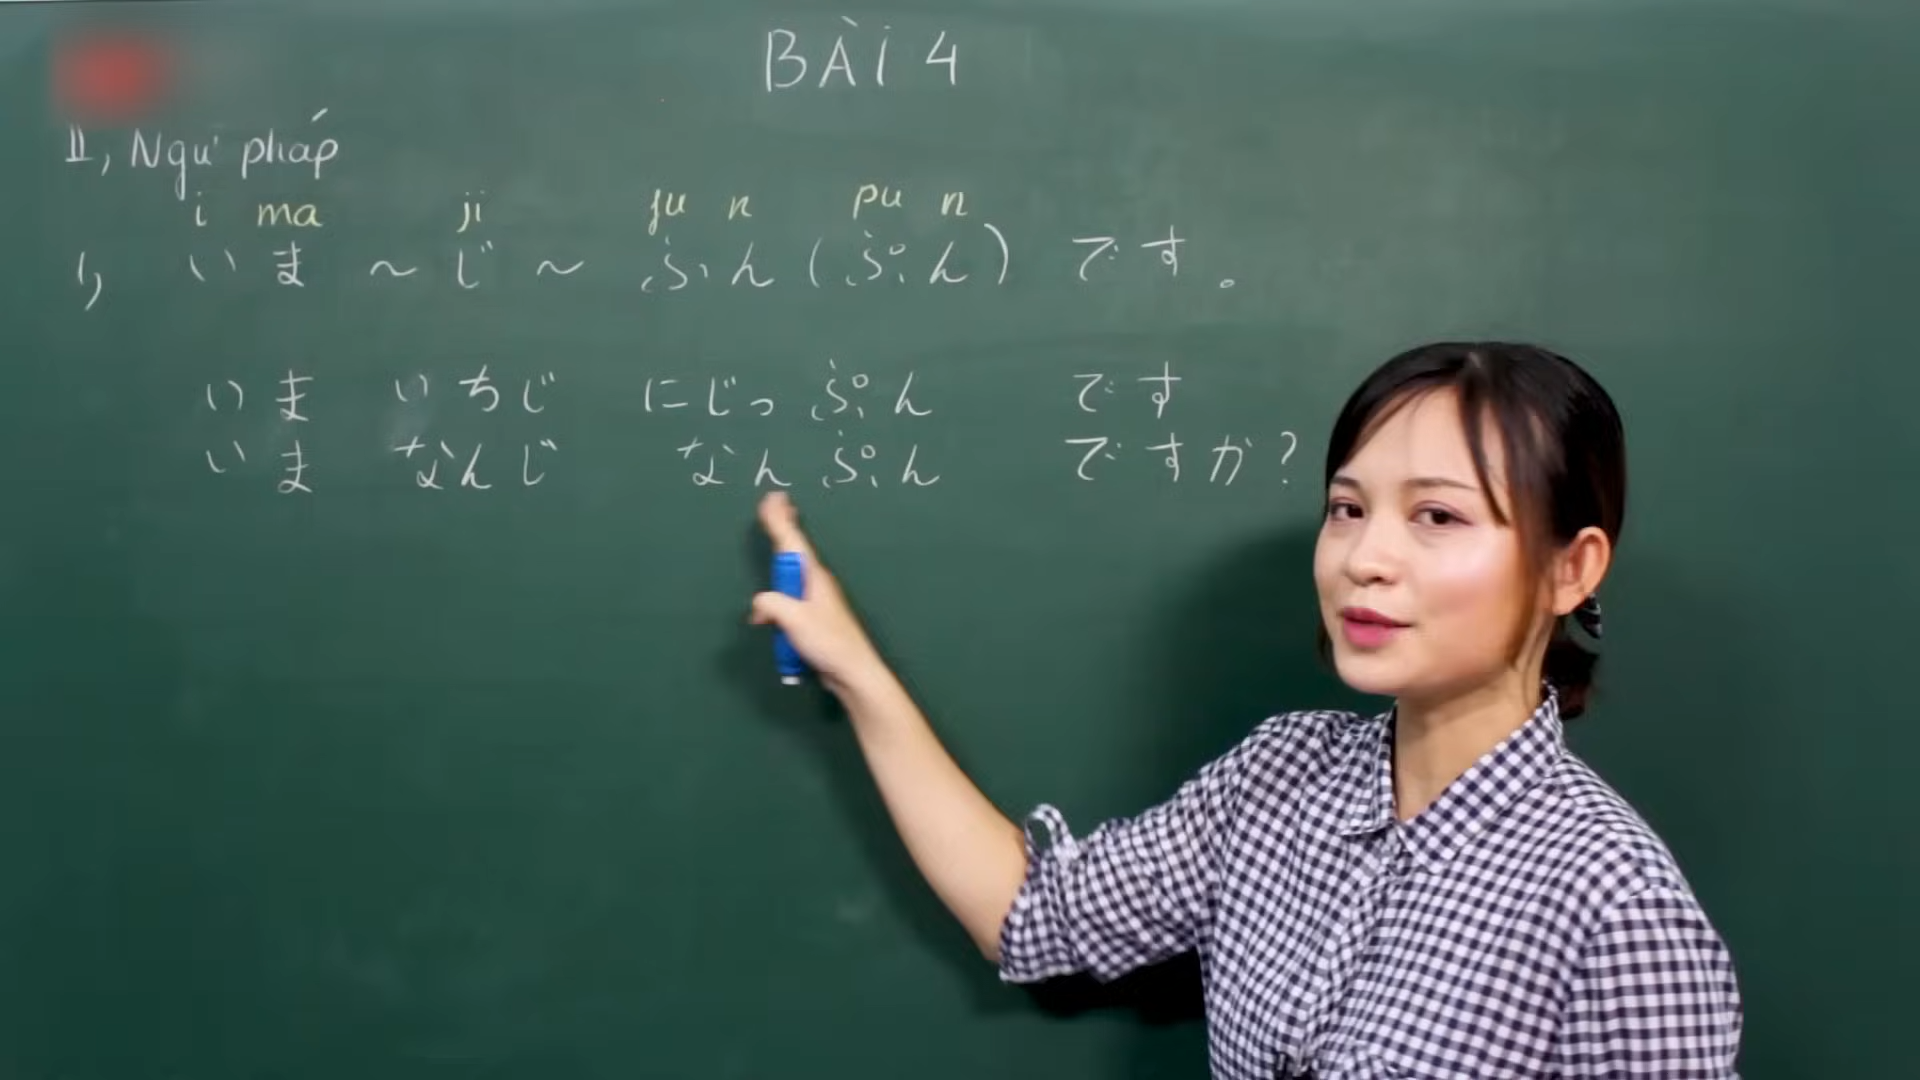 BÀI 4
II, Ngữ pháp
i ma ji fu n pu n
1, いま ~ じ ~ ふん (ぷん) です。
いま いちじ にじっぷん です
いま なんじ なんぷん ですか?